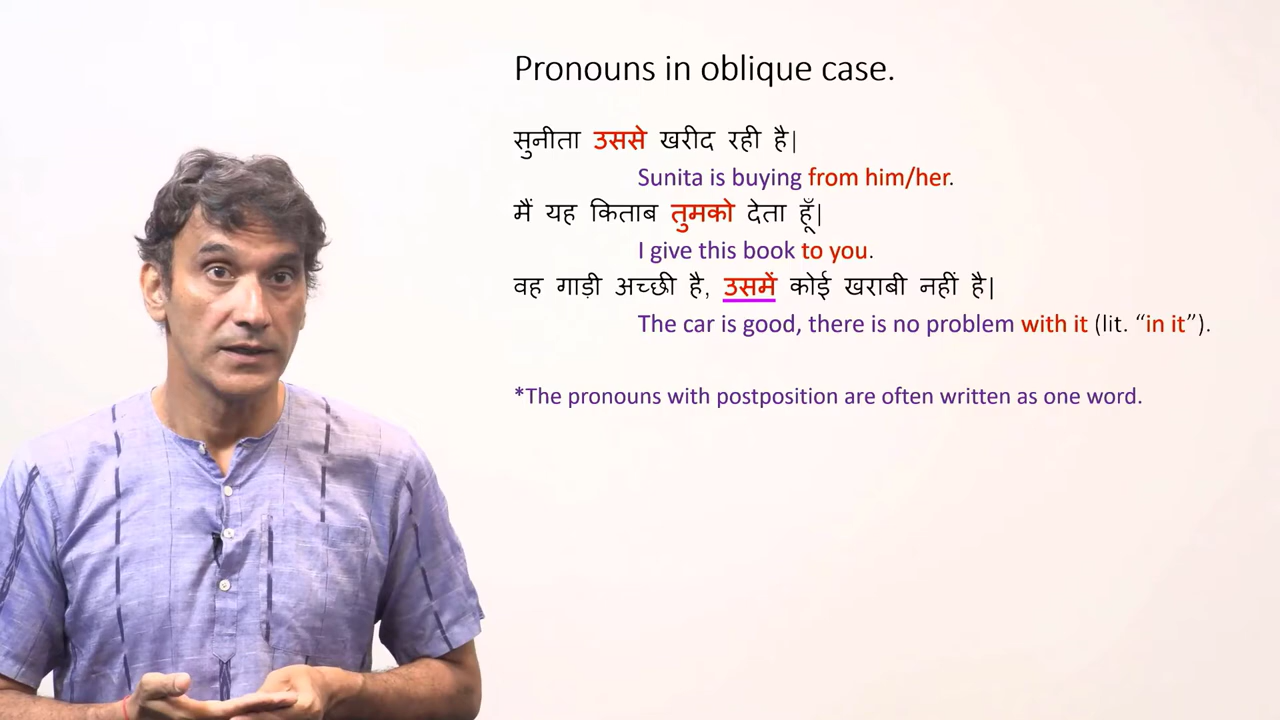 Pronouns in oblique case.
सुनीता उससे खरीद रही है|
Sunita is buying from him/her.
मैं यह किताब तुमको देता हूँ|
I give this book to you.
वह गाड़ी अच्छी है, उसमें कोई खराबी नहीं है|
The car is good, there is no problem with it (lit. “in it”).
*The pronouns with postposition are often written as one word.